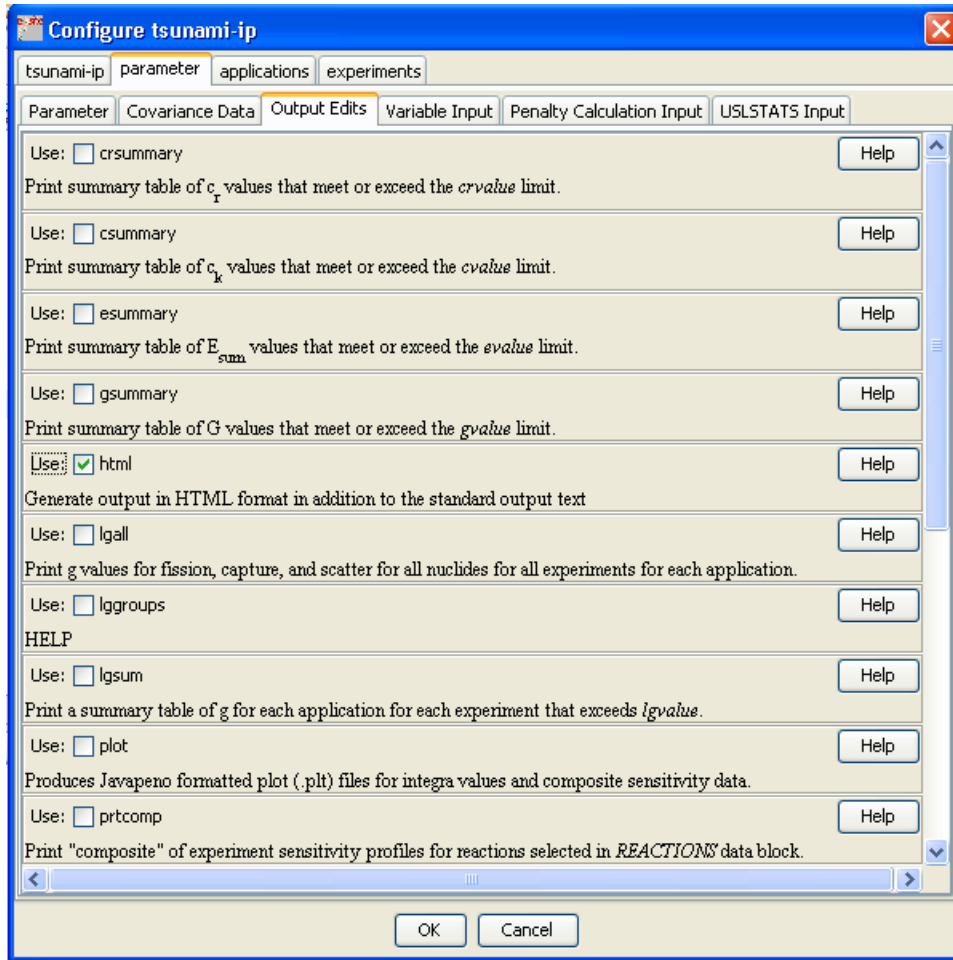 Configure tsunami-ip
tsunami-ip parameter applications experiments
Parameter Covariance Data Output Edits Variable Input Penalty Calculation Input USLSTATS Input
Use: crsummary Help
Print summary table of c_r values that meet or exceed the crvalue limit.
Use: csummary Help
Print summary table of c_k values that meet or exceed the cvalue limit.
Use: esummary Help
Print summary table of E_sum values that meet or exceed the evalue limit.
Use: gsummary Help
Print summary table of G values that meet or exceed the gvalue limit.
Use: html Help
Generate output in HTML format in addition to the standard output text
Use: lgall Help
Print g values for fission, capture, and scatter for all nuclides for all experiments for each application.
Use: lggroups Help
HELP
Use: lgsum Help
Print a summary table of g for each application for each experiment that exceeds lgvalue.
Use: plot Help
Produces Javapeno formatted plot (.plt) files for integra values and composite sensitivity data.
Use: prtcomp Help
Print "composite" of experiment sensitivity profiles for reactions selected in REACTIONS data block.
OK Cancel